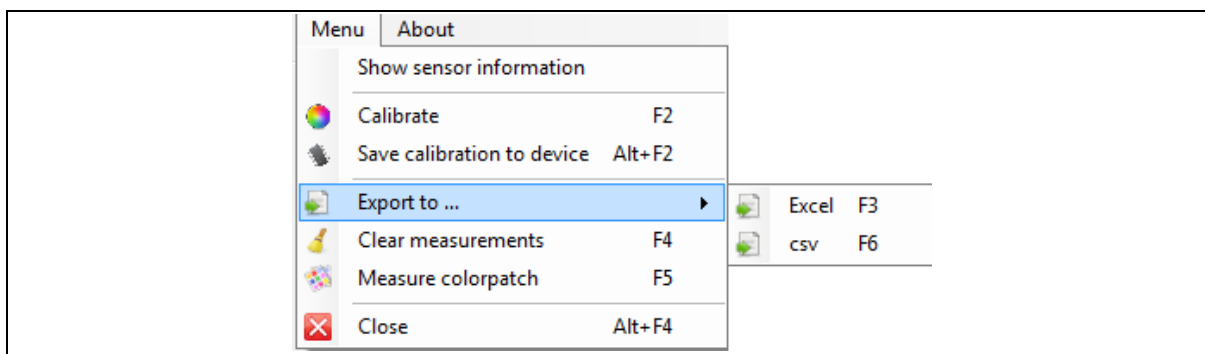 Menu About
Show sensor information
Calibrate F2
Save calibration to device Alt+F2
Export to ... Excel F3
csv F6
Clear measurements F4
Measure colorpatch F5
Close Alt+F4